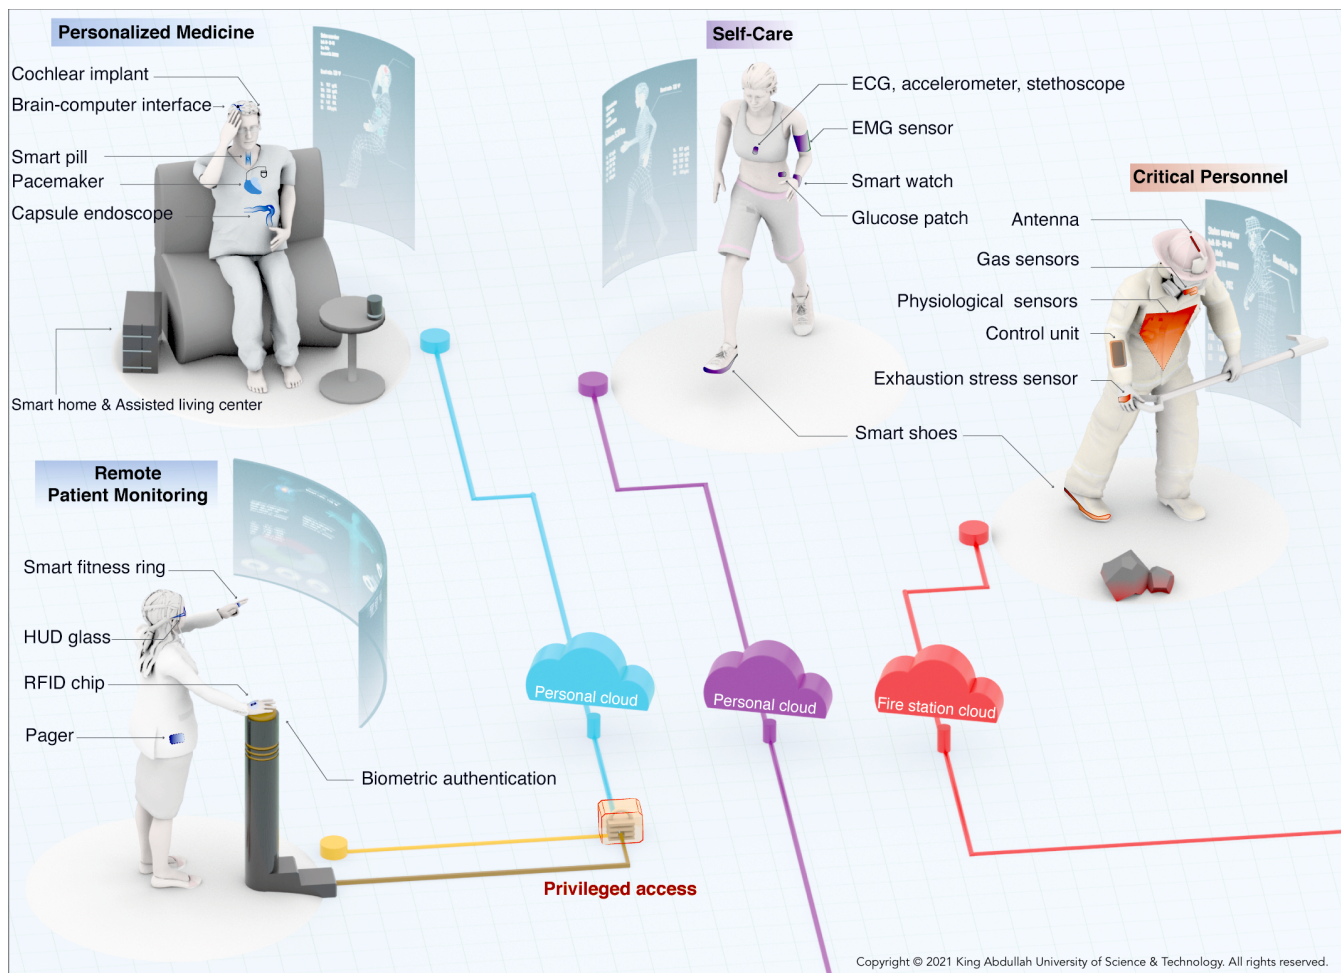 Personalized Medicine
Cochlear implant
Brain-computer interface
Smart pill
Pacemaker
Capsule endoscope
Smart home & Assisted living center
Self-Care
ECG, accelerometer, stethoscope
EMG sensor
Smart watch
Glucose patch
Critical Personnel
Antenna
Gas sensors
Physiological sensors
Control unit
Exhaustion stress sensor
Smart shoes
Remote
Patient Monitoring
Smart fitness ring
HUD glass
RFID chip
Pager
Biometric authentication
Personal cloud
Personal cloud
Fire station cloud
Privileged access
Copyright © 2021 King Abdullah University of Science & Technology. All rights reserved.